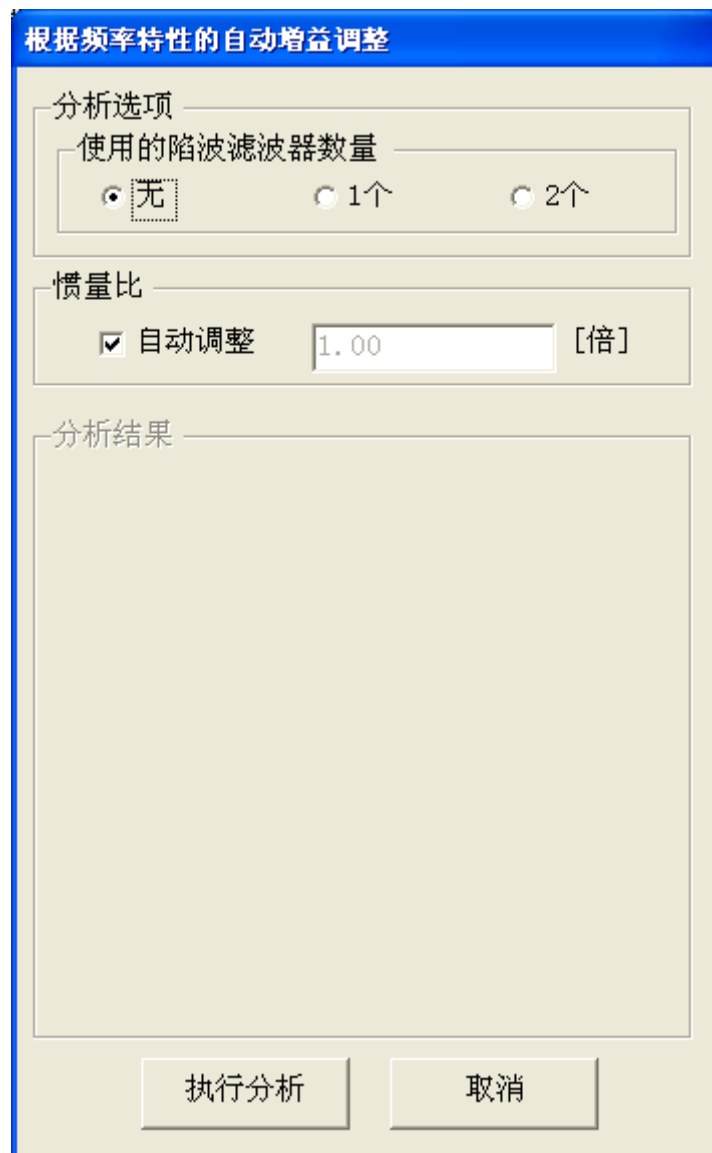 根据频率特性的自动增益调整
分析选项
使用的陷波滤波器数量
无 1个 2个
惯量比
自动调整 1.00 [倍]
分析结果
执行分析 取消